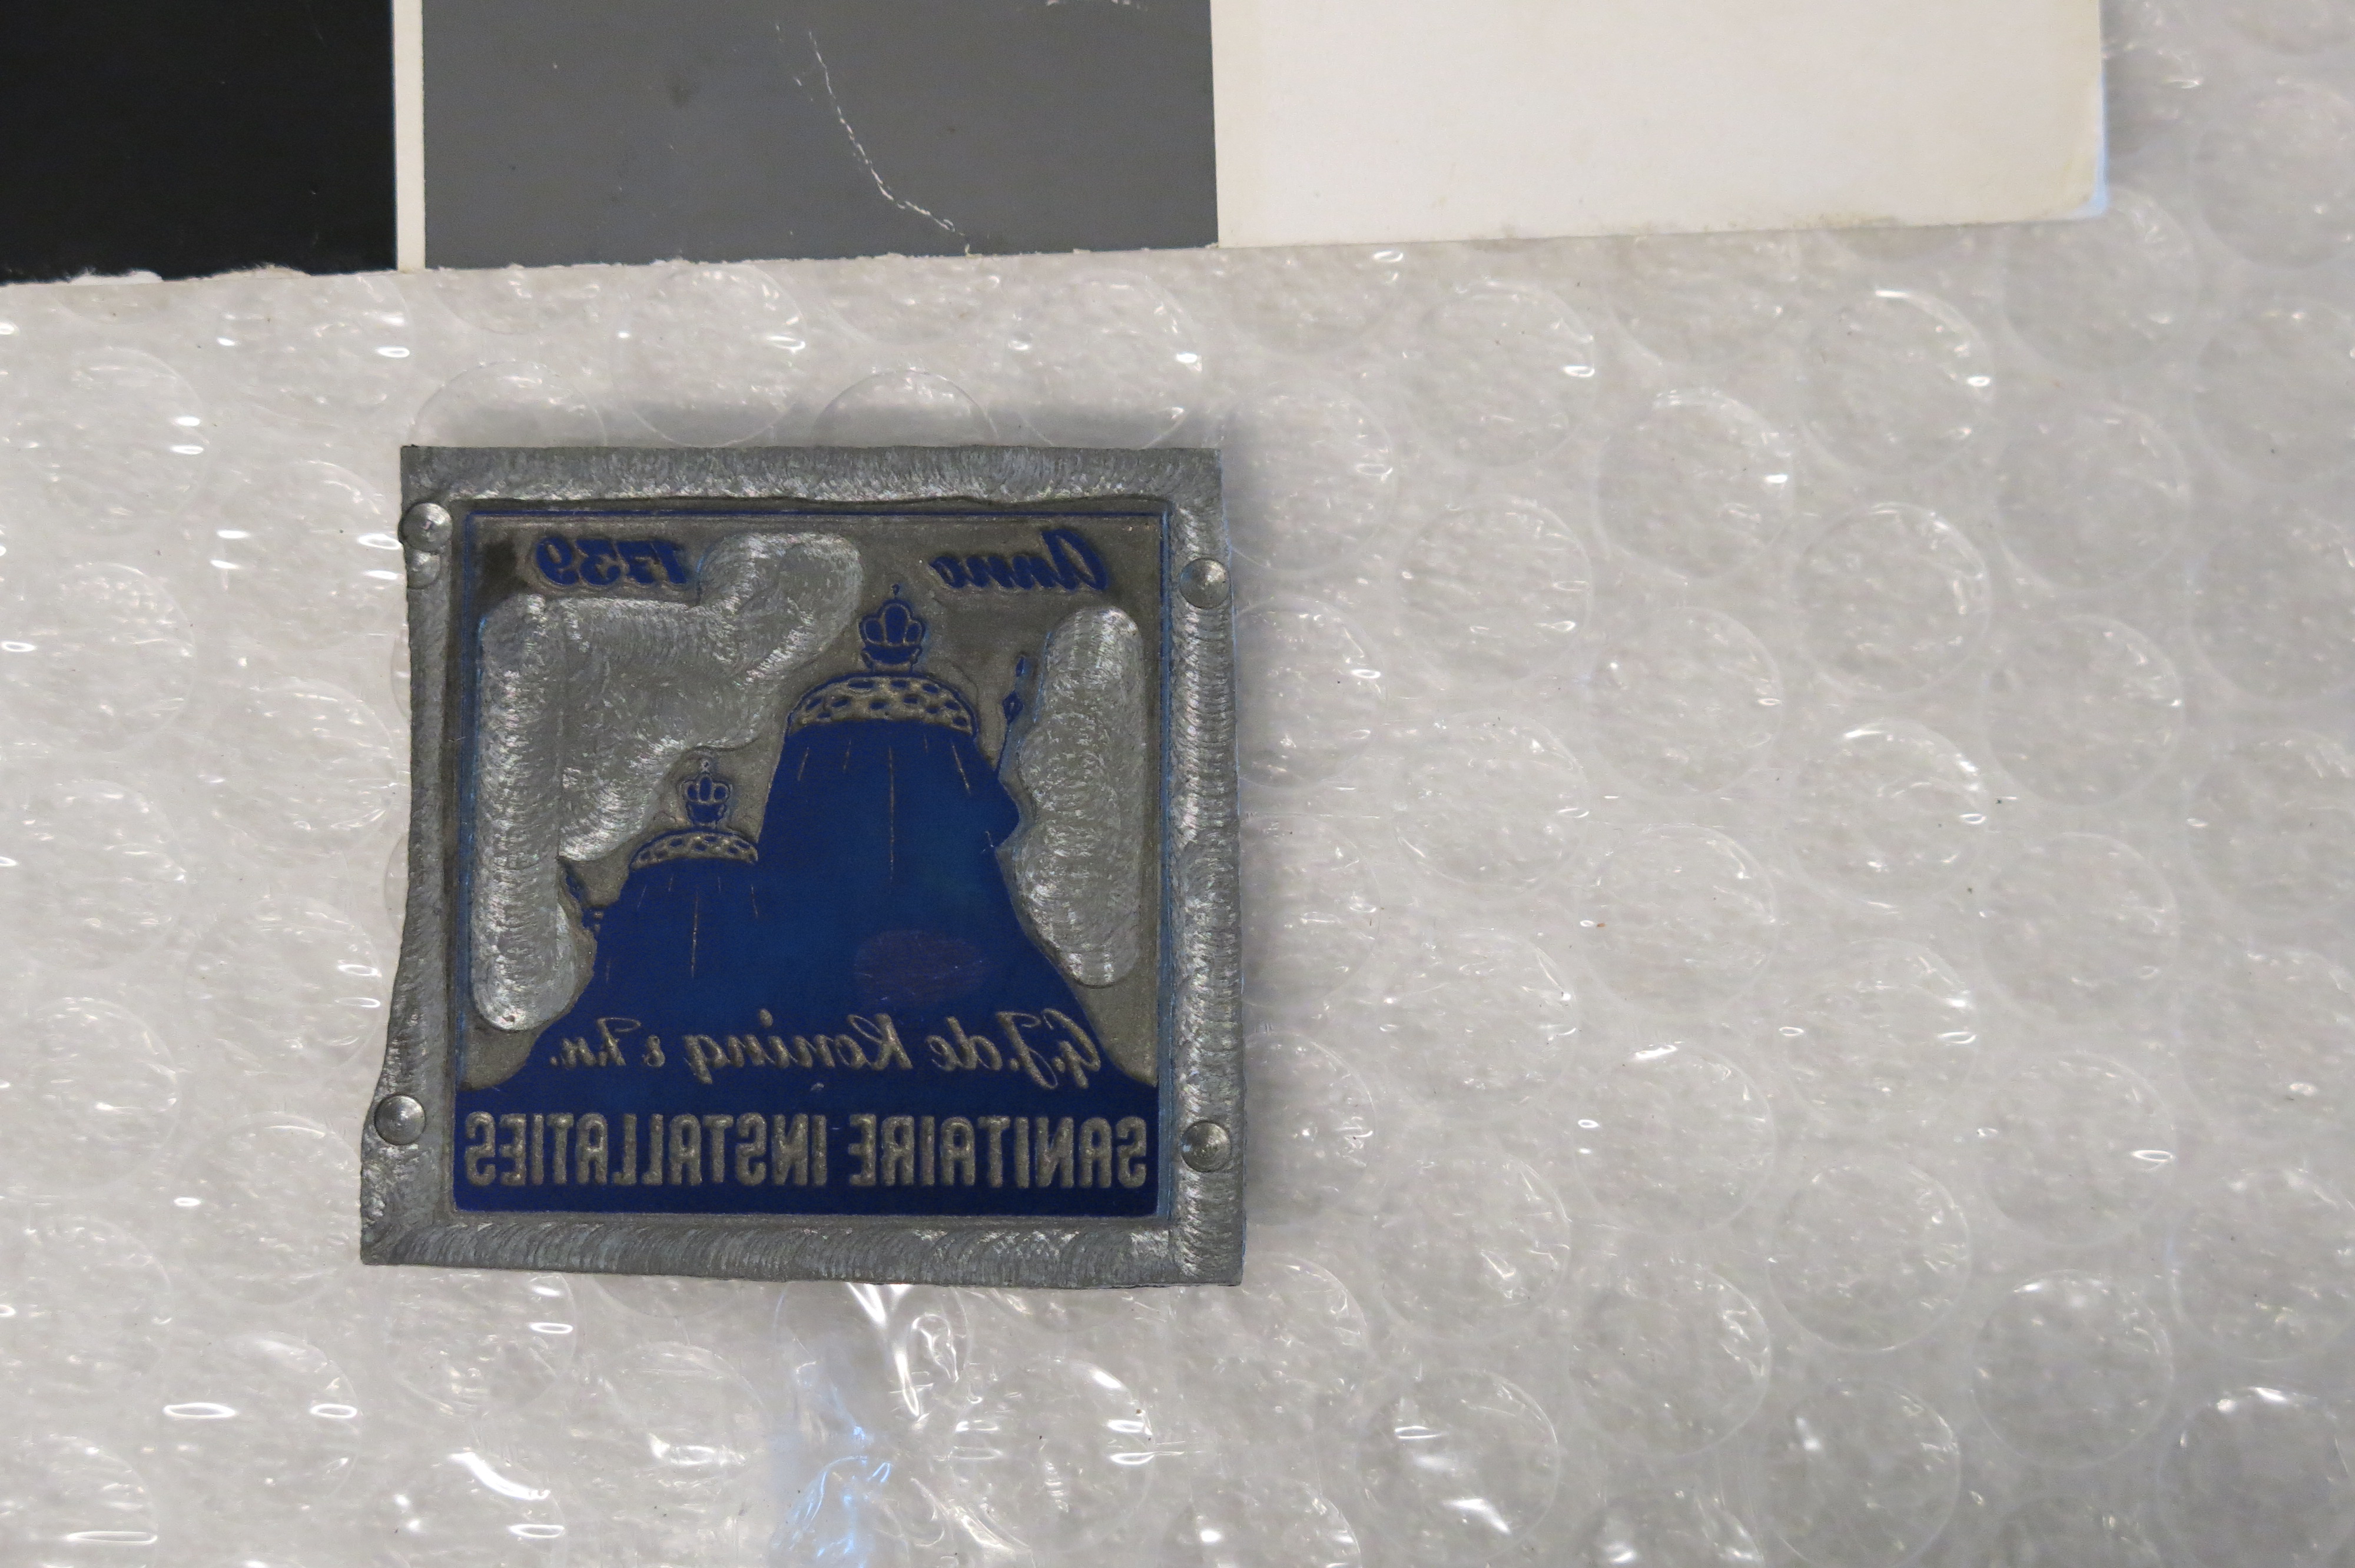 Anno 1739
G.J. de Koning & Zn.
SANITAIRE INSTALLATIES